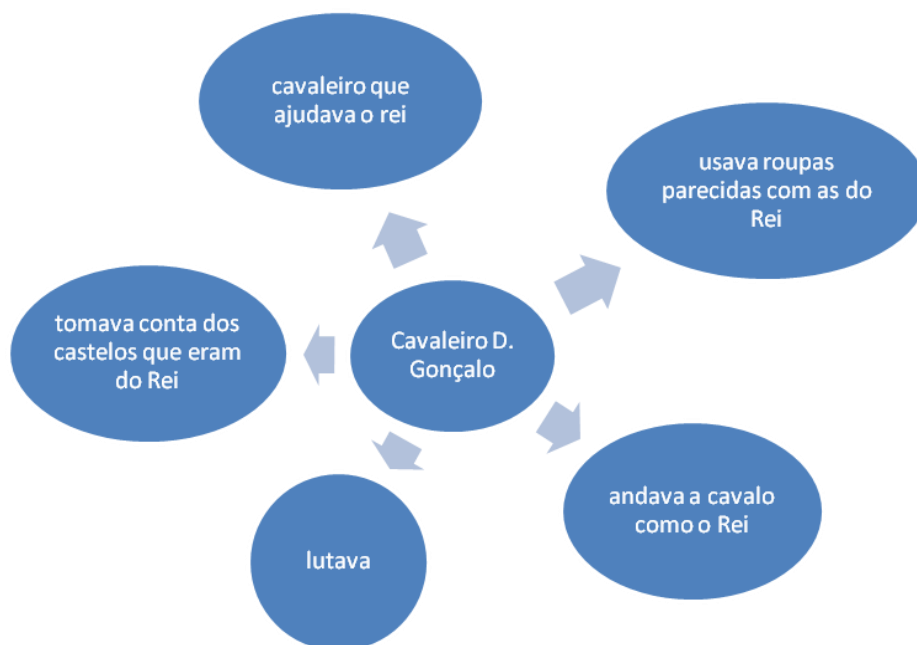 cavaleiro que
ajudava o rei
usava roupas
parecidas com as do
Rei
tomava conta dos
castelos que eram
do Rei
Cavaleiro D.
Gonçalo
andava a cavalo
como o Rei
lutava